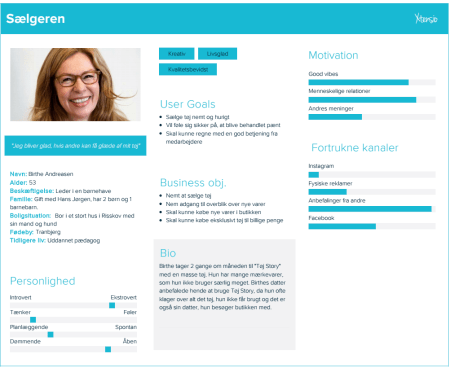 Sælgeren
"Jeg bliver glad, hvis andre kan få glæde af mit tøj"
Navn: Birthe Andreasen
Alder: 53
Beskæftigelse: Leder i en børnehave
Familie: Gift med Hans Jørgen, har 2 børn og 1
børnebarn.
Boligsituation: Bor i et stort hus i Risskov med
sin mand og hund
Fødeby: Tranbjerg
Tidligere liv: Uddannet pædagog
Personlighed
Introvert Ekstrovert
Tænker Føler
Planlæggende Spontan
Dømmende Åben
Kreativ Livsglad
Kvalitetsbevidst
User Goals
Sælge tøj nemt og hurtigt
Vil føle sig sikker på, at blive behandlet pænt
Skal kunne regne med en god betjening fra
medarbejdere
Business obj.
Nemt at sælge tøj
Nem adgang til overblik over nye varer
Skal kunne købe nye varer i butikken
Skal kunne købe eksklusivt tøj til billige penge
Bio
Birthe tager 2 gange om måneden til "Tøj Story"
med en masse tøj. Hun har mange mærkevarer,
som hun ikke bruger særlig meget. Birthes datter
anbefalede hende at bruge Tøj Story, da hun ofte
klager over alt det tøj, hun ikke får brugt og det er
også sin datter, hun besøger butikken med.
Motivation
Good vibes
Menneskelige relationer
Andres meninger
Fortrukne kanaler
Instagram
Fysiske reklamer
Anbefalinger fra andre
Facebook